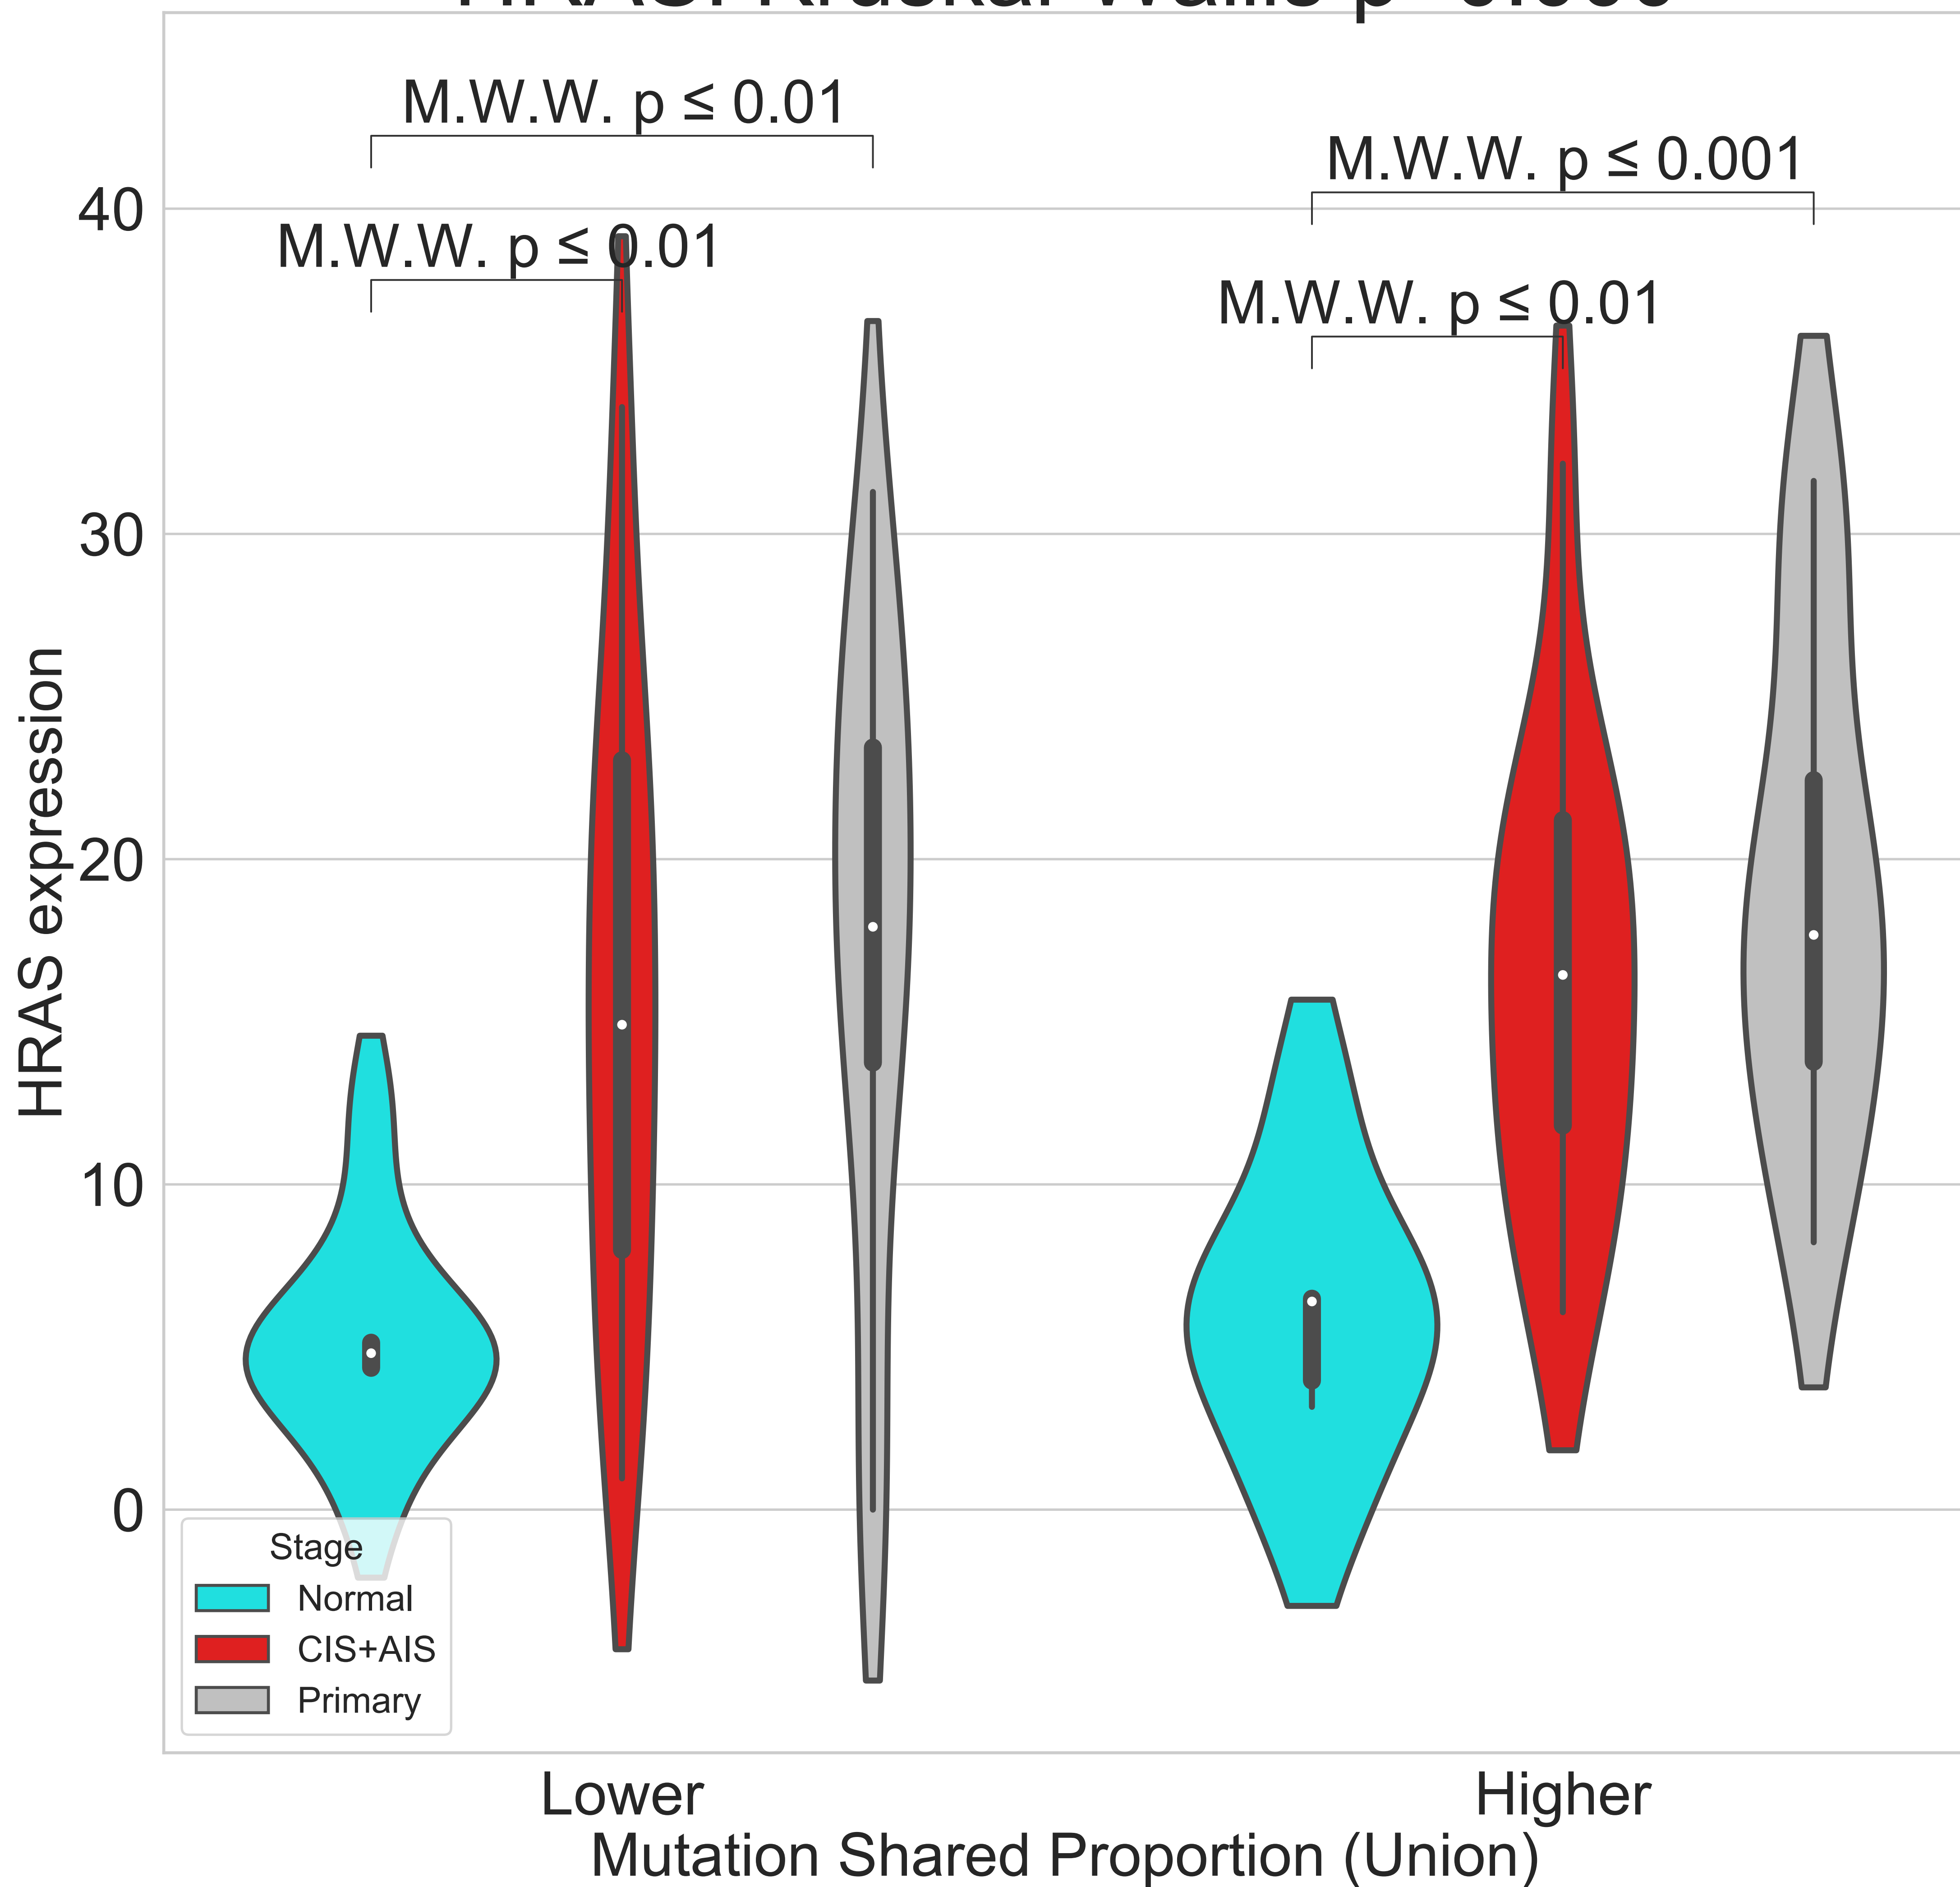 M.W.W. p ≤ 0.01
M.W.W. p ≤ 0.001
M.W.W. p ≤ 0.01
M.W.W. p ≤ 0.01
HRAS expression
40
30
20
10
0
Stage
Normal
CIS+AIS
Primary
Lower
Higher
Mutation Shared Proportion (Union)